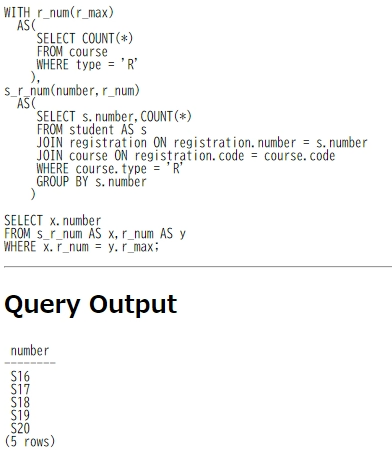 WITH r_num(r_max)
AS(
SELECT COUNT(*)
FROM course
WHERE type = 'R'
),
s_r_num(number,r_num)
AS(
SELECT s.number,COUNT(*)
FROM student AS s
JOIN registration ON registration.number = s.number
JOIN course ON registration.code = course.code
WHERE course.type = 'R'
GROUP BY s.number
)
SELECT x.number
FROM s_r_num AS x,r_num AS y
WHERE x.r_num = y.r_max;
Query Output
number
--------
S16
S17
S18
S19
S20
(5 rows)